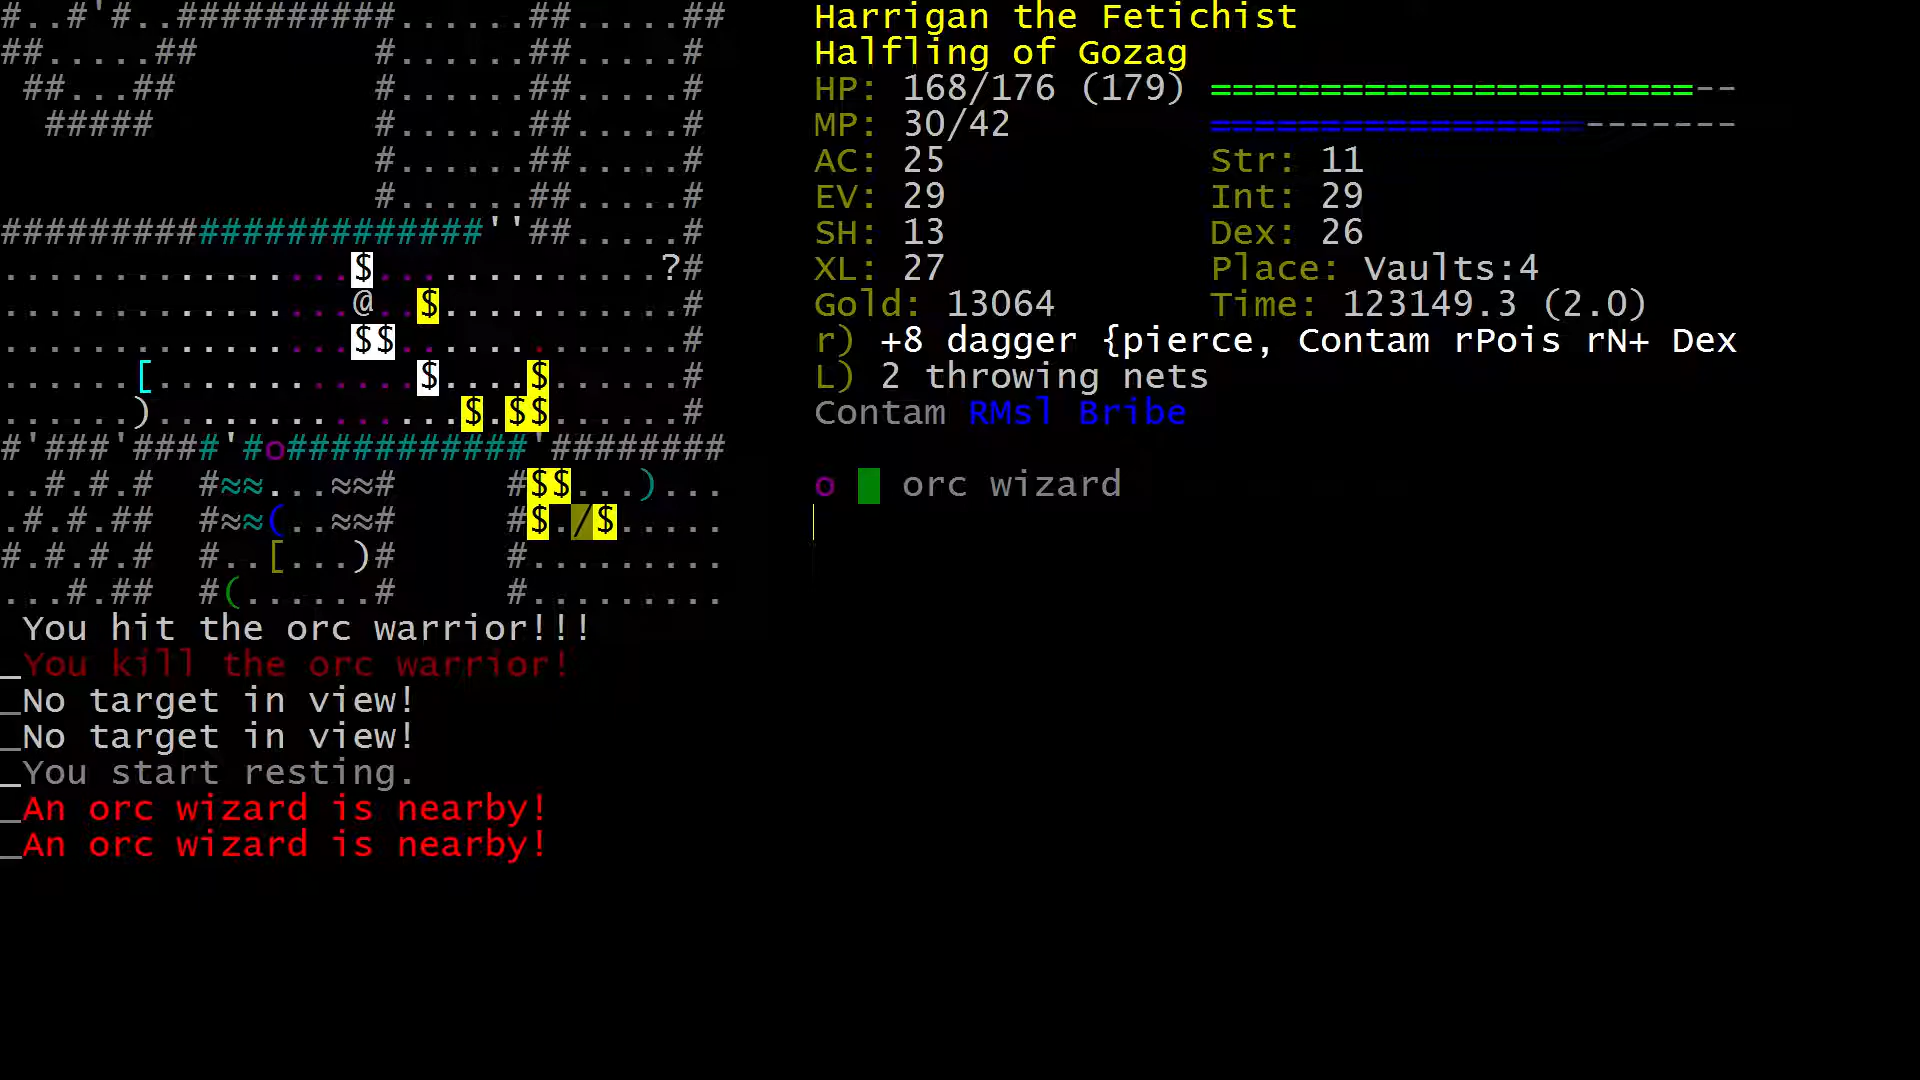 #..#'#..##########......##.....##
##.....##        #......##.....#
 ##...##         #......##.....#
  #####          #......##.....#
                 #......##.....#
                 #......##.....#
######################''##.....#
................$.............?#
................@..$...........#
................$$.............#
......[............$....$......#
......)..............$.$$......#
#'###'####'#o###########'########
..#.#.#  #≈≈...≈≈#     #$$...)...
.#.#.##  #≈≈(..≈≈#     #$./$.....
#.#.#.#  #..[...)#     #.........
...#.##  #(......#     #.........
Harrigan the Fetichist
Halfling of Gozag
HP: 168/176 (179) ======================--
MP: 30/42 =================-------
AC: 25 Str: 11
EV: 29 Int: 29
SH: 13 Dex: 26
XL: 27 Place: Vaults:4
Gold: 13064 Time: 123149.3 (2.0)
r) +8 dagger {pierce, Contam rPois rN+ Dex
L) 2 throwing nets
Contam RMsl Bribe
o orc wizard
You hit the orc warrior!!!
_You kill the orc warrior!
_No target in view!
_No target in view!
_You start resting.
_An orc wizard is nearby!
_An orc wizard is nearby!